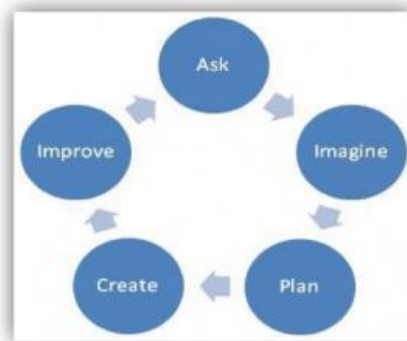 Ask
Imagine
Plan
Create
Improve